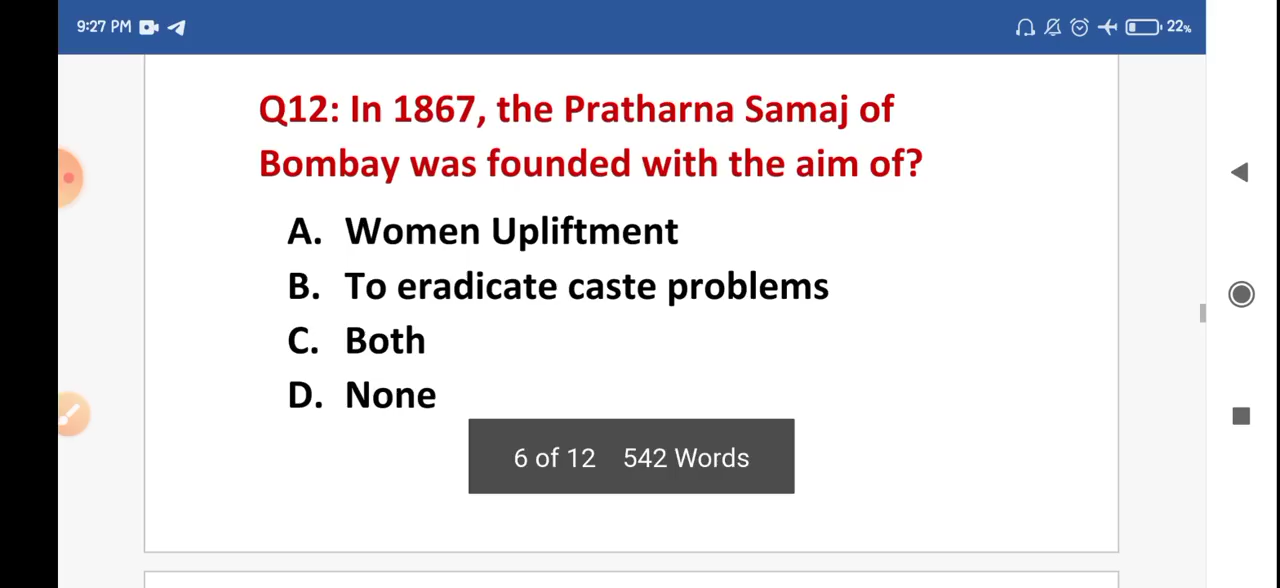 9:27 PM 22%
Q12: In 1867, the Pratharna Samaj of
Bombay was founded with the aim of?
A. Women Upliftment
B. To eradicate caste problems
C. Both
D. None
6 of 12 542 Words